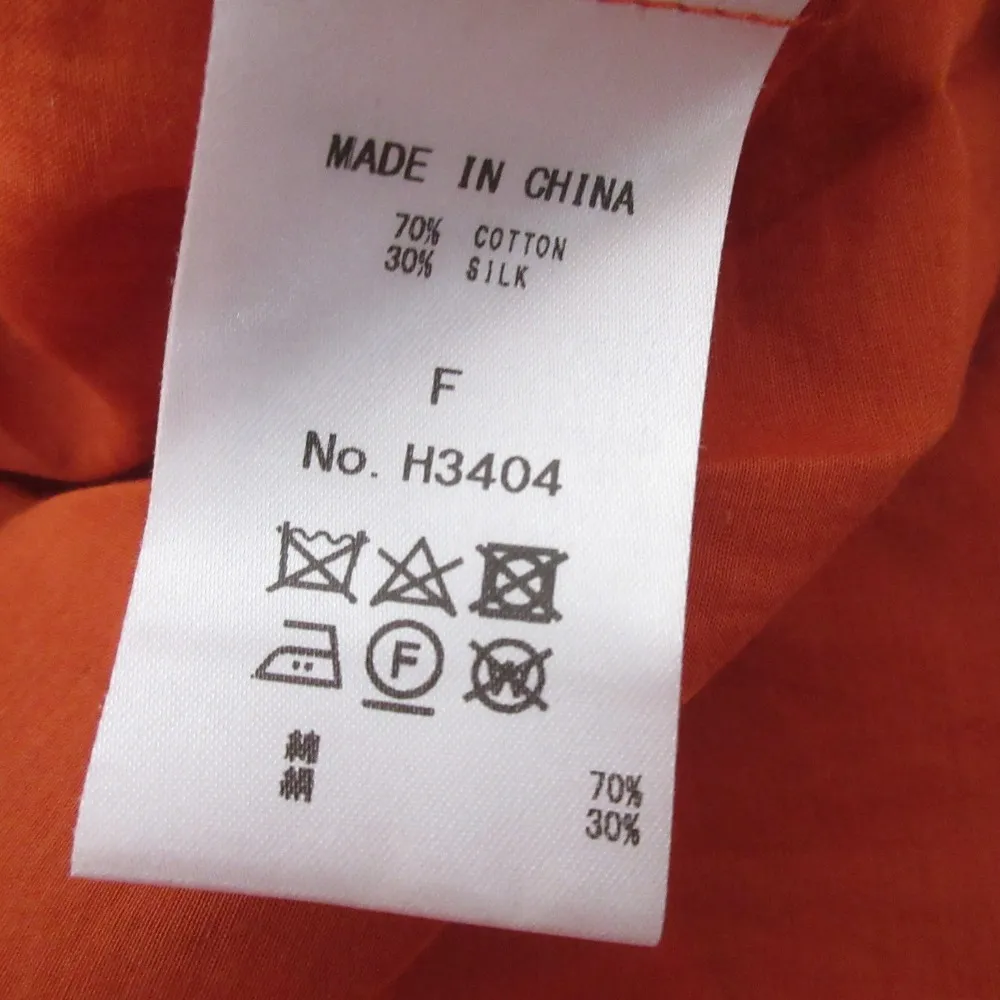 MADE IN CHINA
70% COTTON
30% SILK
F
No. H3404
F
W
綿 70%
絹 30%